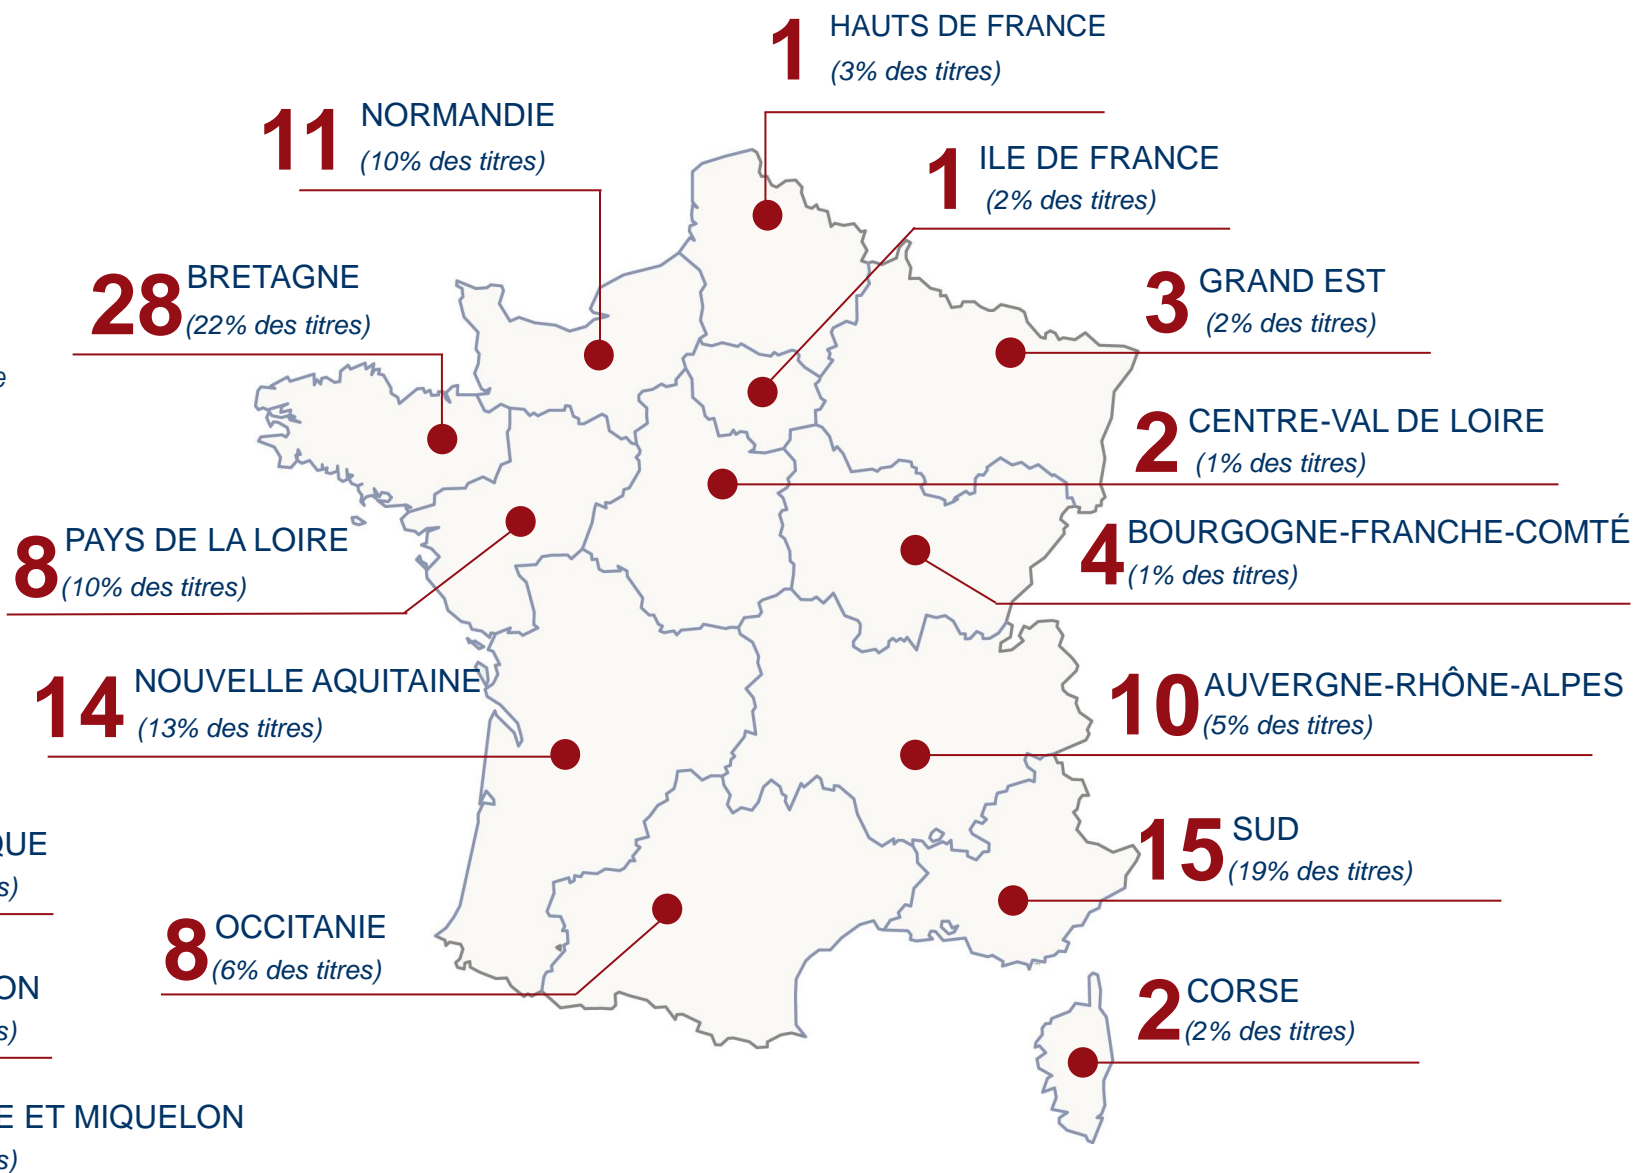 1 HAUTS DE FRANCE
(3% des titres)
11 NORMANDIE
(10% des titres)
1 ILE DE FRANCE
(2% des titres)
28 BRETAGNE
(22% des titres)
3 GRAND EST
(2% des titres)
e
2 CENTRE-VAL DE LOIRE
(1% des titres)
8 PAYS DE LA LOIRE
(10% des titres)
4 BOURGOGNE-FRANCHE-COMTÉ
(1% des titres)
14 NOUVELLE AQUITAINE
(13% des titres)
10 AUVERGNE-RHÔNE-ALPES
(5% des titres)
QUE
s)
15 SUD
(19% des titres)
8 OCCITANIE
(6% des titres)
ON
s)
2 CORSE
(2% des titres)
E ET MIQUELON
s)